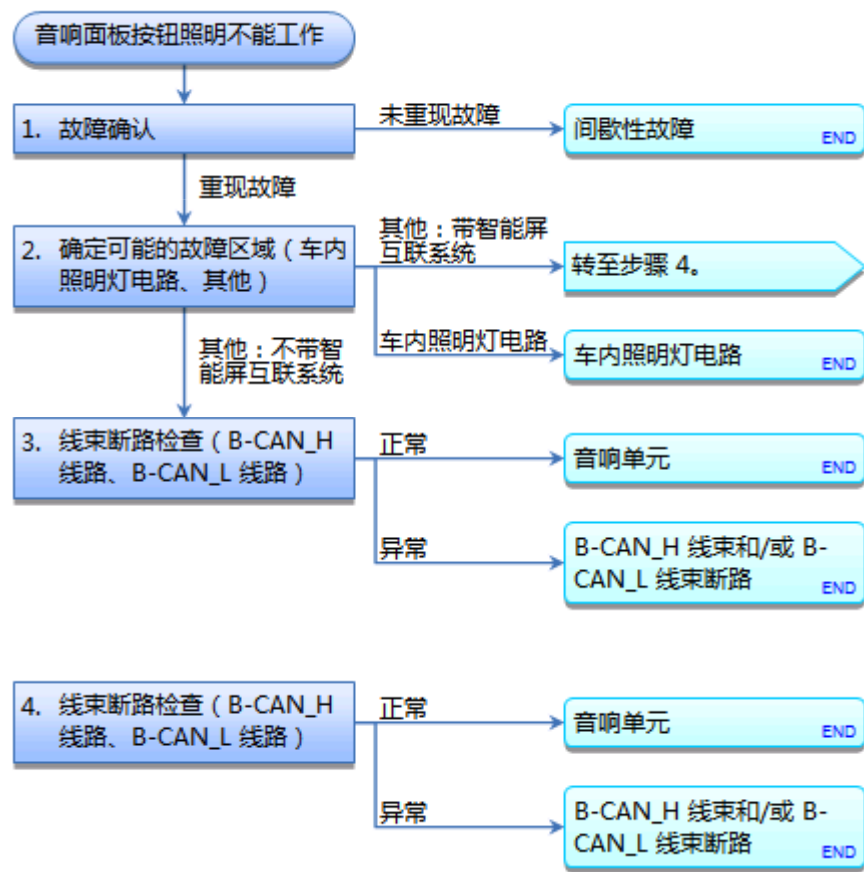 音响面板按钮照明不能工作
1. 故障确认
未重现故障
间歇性故障
END
重现故障
2. 确定可能的故障区域（车内
照明灯电路、其他）
其他：带智能屏
互联系统
转至步骤 4。
车内照明灯电路
车内照明灯电路
END
其他：不带智
能屏互联系统
3. 线束断路检查（B-CAN_H
线路、B-CAN_L 线路）
正常
音响单元
END
异常
B-CAN_H 线束和/或 B-
CAN_L 线束断路
END
4. 线束断路检查（B-CAN_H
线路、B-CAN_L 线路）
正常
音响单元
END
异常
B-CAN_H 线束和/或 B-
CAN_L 线束断路
END